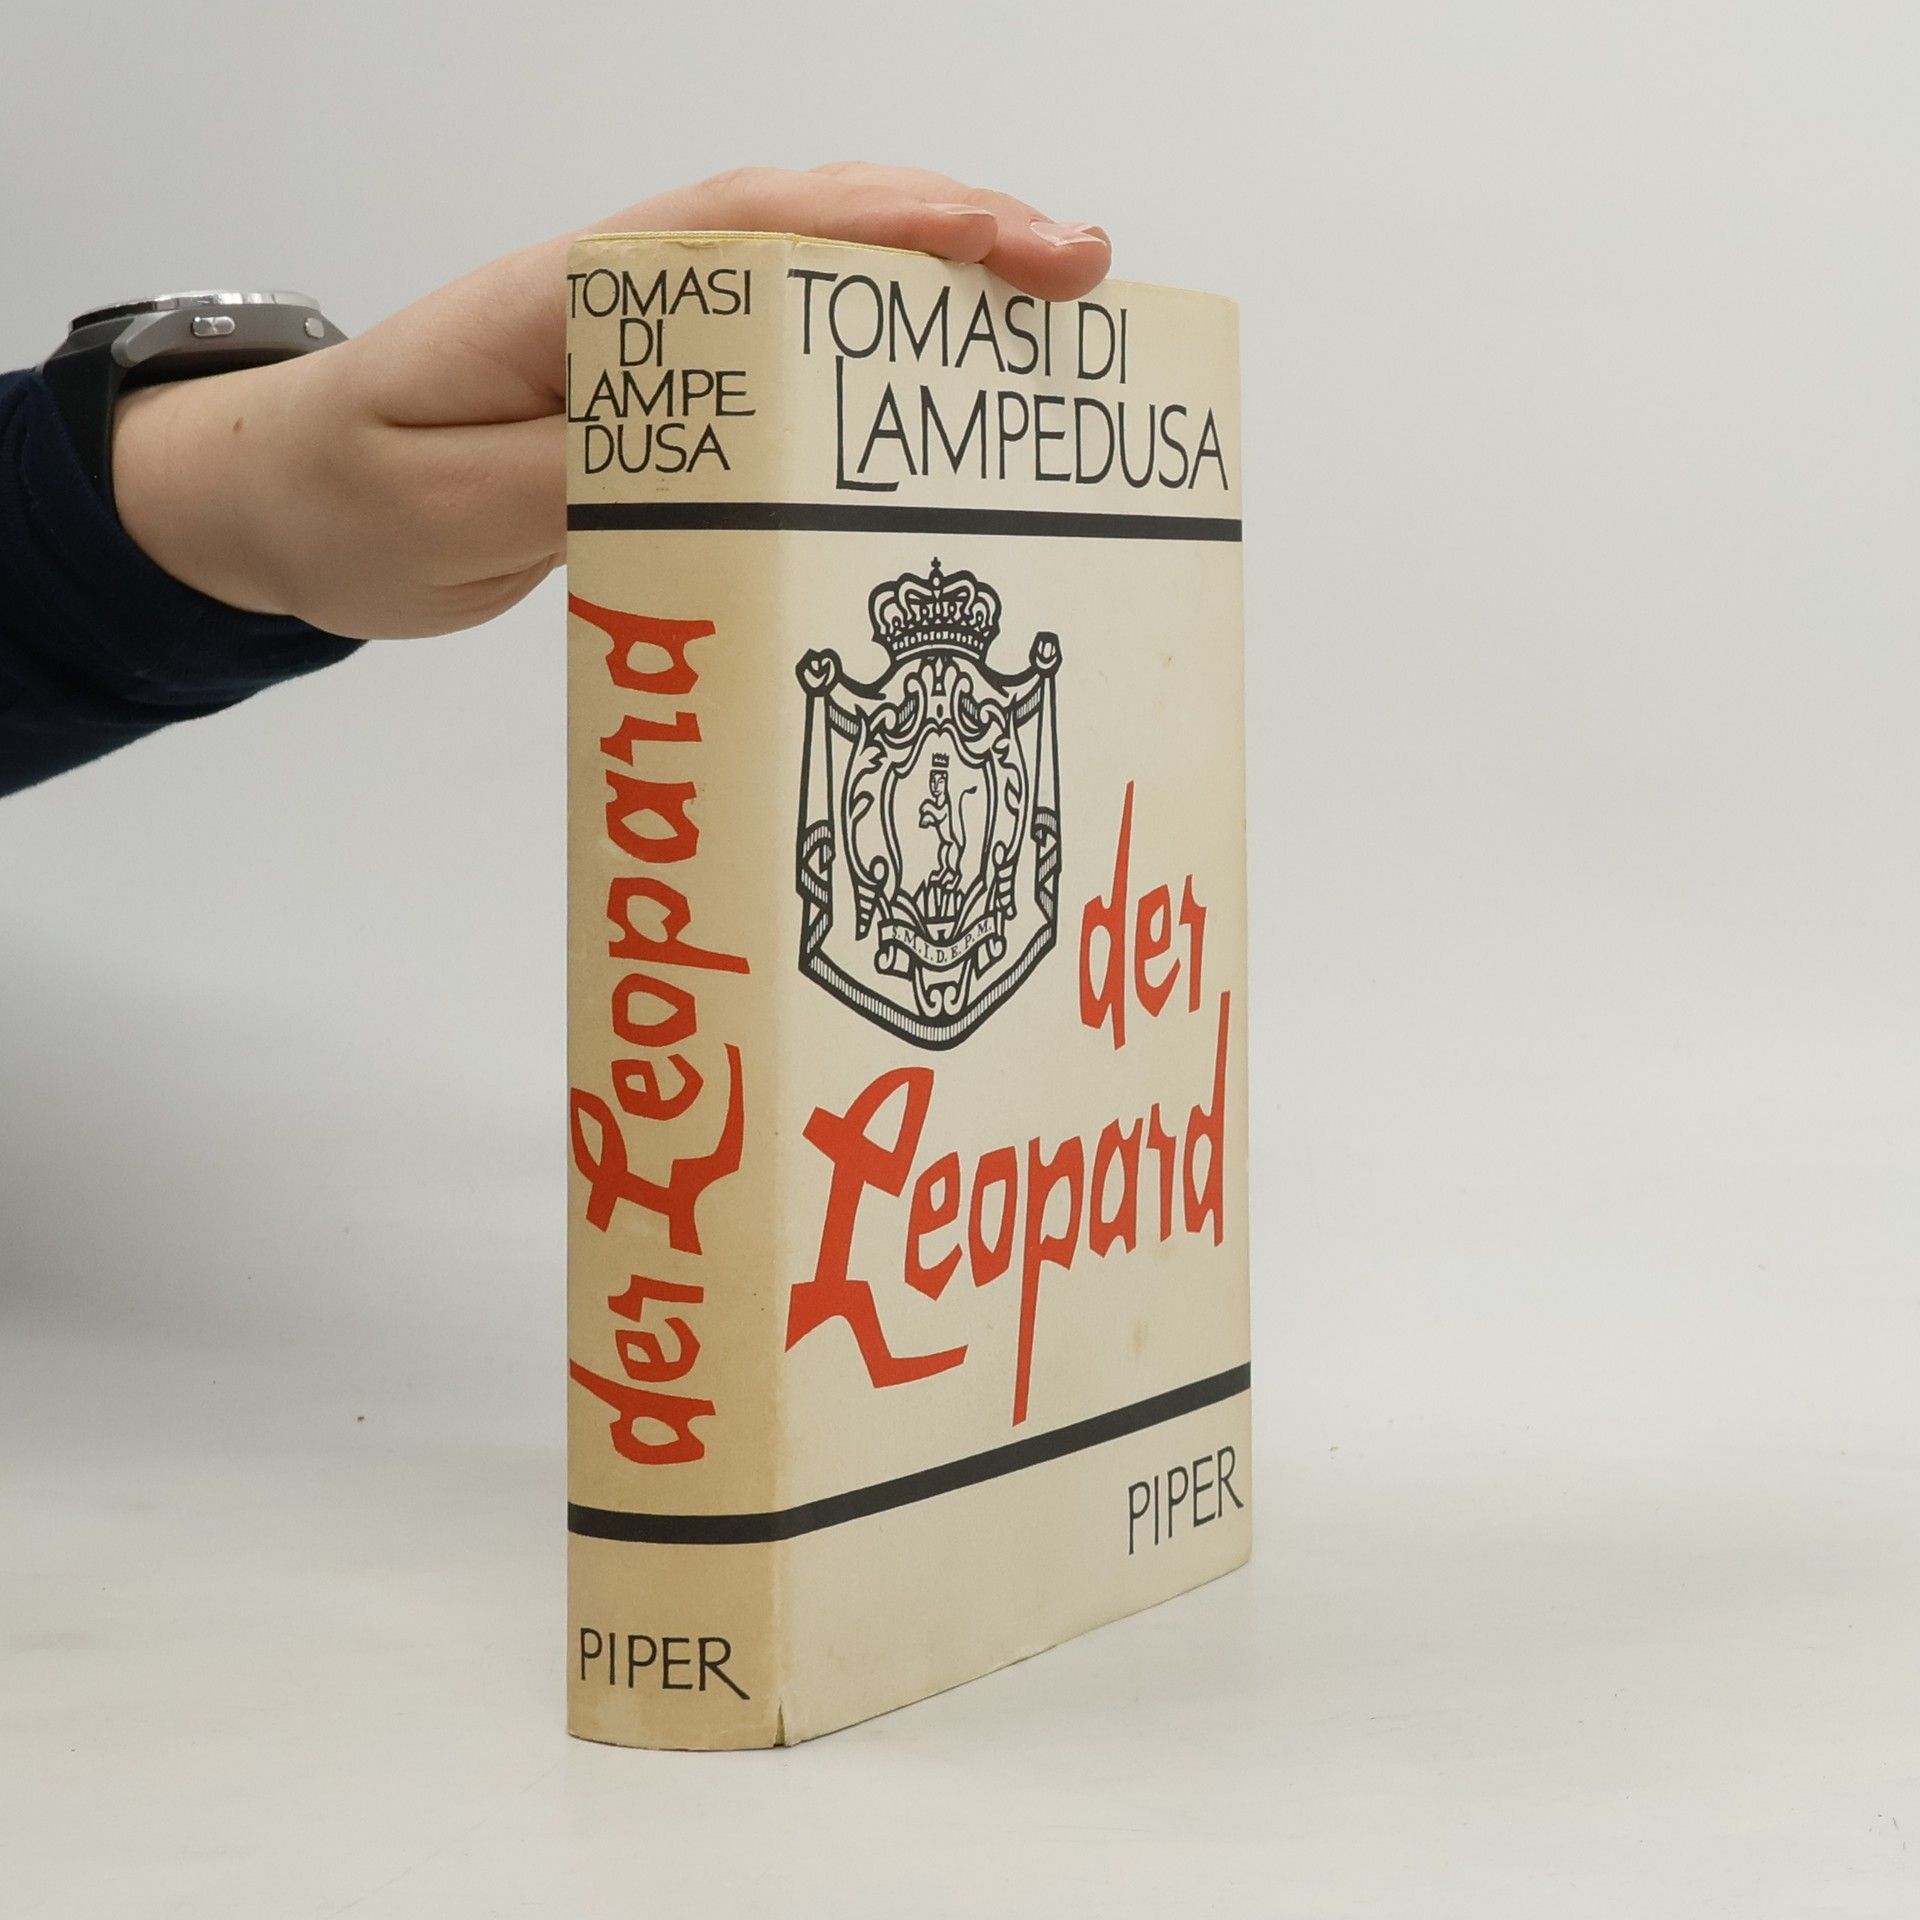 TOMASI
DI
LAMPE
DUSA
der Leopard
PIPER
TOMASI DI
LAMPEDUSA
S.M.I.D.E.P.M.
der
Leopard
PIPER